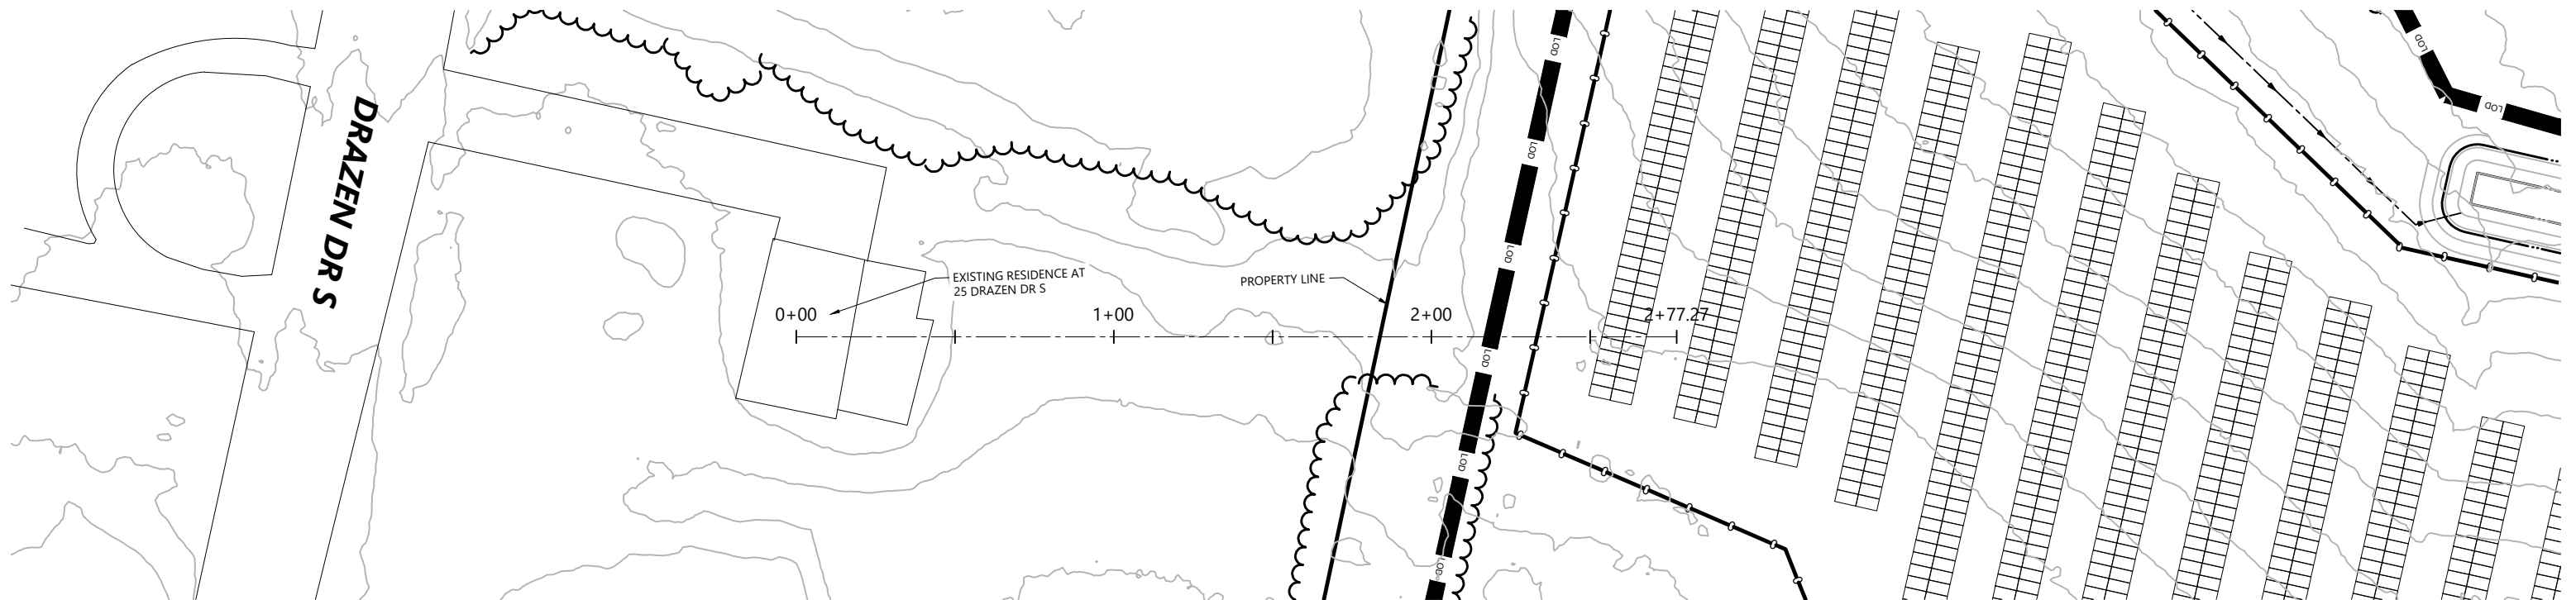 DRAZEN DR S
EXISTING RESIDENCE AT
25 DRAZEN DR S
PROPERTY LINE
0+00
1+00
2+00
2+77.27
LOD
LOD
LOD
LOD
LOD
LOD
LOD
LOD